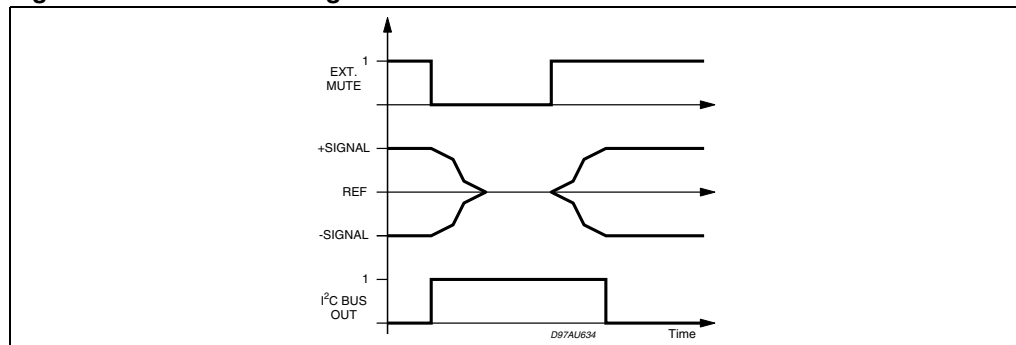 1
EXT.
MUTE
+SIGNAL
REF
-SIGNAL
1
I²C BUS
OUT
D97AU634
Time